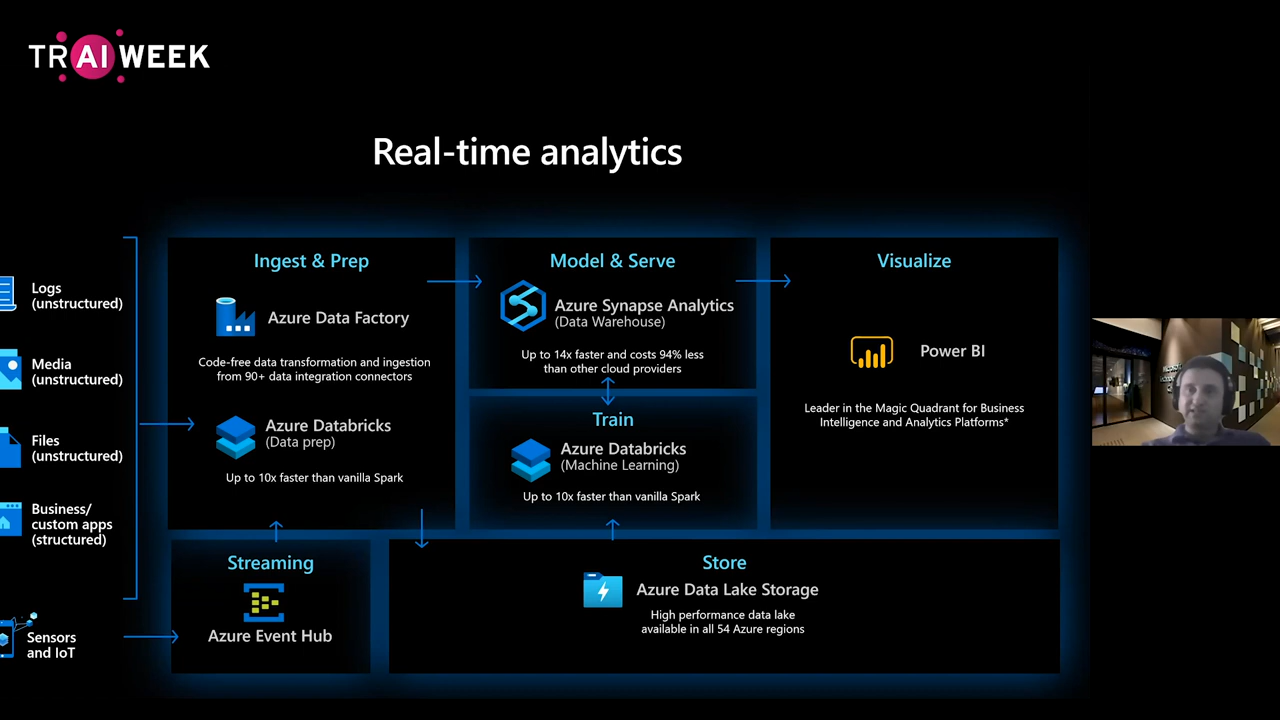 TRAIWEEK
Real-time analytics
Logs
(unstructured)
Media
(unstructured)
Files
(unstructured)
Business/
custom apps
(structured)
Sensors
and IoT
Ingest & Prep
Azure Data Factory
Code-free data transformation and ingestion
from 90+ data integration connectors
Azure Databricks
(Data prep)
Up to 10x faster than vanilla Spark
Model & Serve
Azure Synapse Analytics
(Data Warehouse)
Up to 14x faster and costs 94% less
than other cloud providers
Train
Azure Databricks
(Machine Learning)
Up to 10x faster than vanilla Spark
Visualize
Power BI
Leader in the Magic Quadrant for Business
Intelligence and Analytics Platforms*
Streaming
Azure Event Hub
Store
Azure Data Lake Storage
High performance data lake
available in all 54 Azure regions